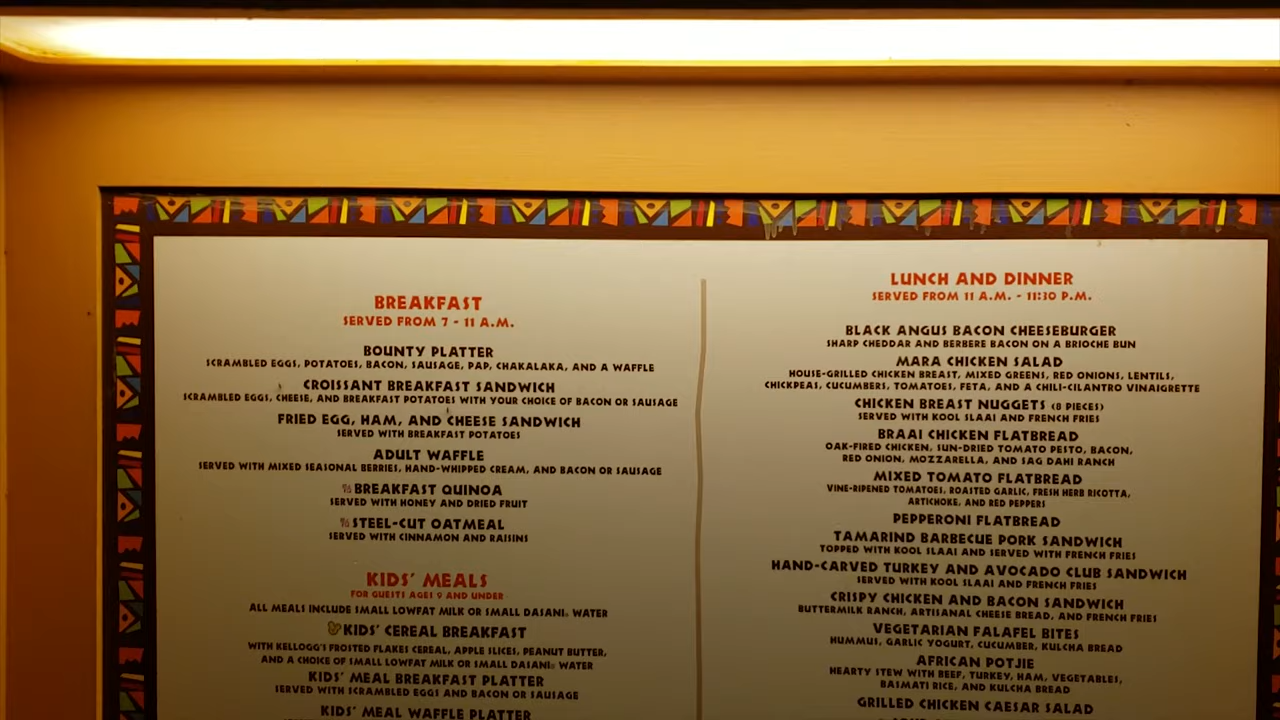 BREAKFAST
SERVED FROM 7 - 11 A.M.
BOUNTY PLATTER
SCRAMBLED EGGS, POTATOES, BACON, SAUSAGE, PAP, CHAKALAKA, AND A WAFFLE
CROISSANT BREAKFAST SANDWICH
SCRAMBLED EGGS, CHEESE, AND BREAKFAST POTATOES WITH YOUR CHOICE OF BACON OR SAUSAGE
FRIED EGG, HAM, AND CHEESE SANDWICH
SERVED WITH BREAKFAST POTATOES
ADULT WAFFLE
SERVED WITH MIXED SEASONAL BERRIES, HAND-WHIPPED CREAM, AND BACON OR SAUSAGE
BREAKFAST QUINOA
SERVED WITH HONEY AND DRIED FRUIT
STEEL-CUT OATMEAL
SERVED WITH CINNAMON AND RAISINS
KIDS' MEALS
FOR GUESTS AGES 9 AND UNDER
ALL MEALS INCLUDE SMALL LOWFAT MILK OR SMALL DASANI® WATER
KIDS' CEREAL BREAKFAST
WITH KELLOGG'S FROSTED FLAKES CEREAL, APPLE SLICES, PEANUT BUTTER,
AND A CHOICE OF SMALL LOWFAT MILK OR SMALL DASANI® WATER
KIDS' MEAL BREAKFAST PLATTER
SERVED WITH SCRAMBLED EGGS AND BACON OR SAUSAGE
KIDS' MEAL WAFFLE PLATTER
LUNCH AND DINNER
SERVED FROM 11 A.M. - 11:30 P.M.
BLACK ANGUS BACON CHEESEBURGER
SHARP CHEDDAR AND BERBERE BACON ON A BRIOCHE BUN
MARA CHICKEN SALAD
HOUSE-GRILLED CHICKEN BREAST, MIXED GREENS, RED ONIONS, LENTILS,
CHICKPEAS, CUCUMBERS, TOMATOES, FETA, AND A CHILI-CILANTRO VINAIGRETTE
CHICKEN BREAST NUGGETS (8 PIECES)
SERVED WITH KOOL SLAAI AND FRENCH FRIES
BRAAI CHICKEN FLATBREAD
OAK-FIRED CHICKEN, SUN-DRIED TOMATO PESTO, BACON,
RED ONION, MOZZARELLA, AND SAG DAHI RANCH
MIXED TOMATO FLATBREAD
VINE-RIPENED TOMATOES, ROASTED GARLIC, FRESH HERB RICOTTA,
ARTICHOKE, AND RED PEPPERS
PEPPERONI FLATBREAD
TAMARIND BARBECUE PORK SANDWICH
TOPPED WITH KOOL SLAAI AND SERVED WITH FRENCH FRIES
HAND-CARVED TURKEY AND AVOCADO CLUB SANDWICH
SERVED WITH KOOL SLAAI AND FRENCH FRIES
CRISPY CHICKEN AND BACON SANDWICH
BUTTERMILK RANCH, ARTISANAL CHEESE BREAD, AND FRENCH FRIES
VEGETARIAN FALAFEL BITES
HUMMUS, GARLIC YOGURT, CUCUMBER, KULCHA BREAD
AFRICAN POTJIE
HEARTY STEW WITH BEEF, TURKEY, HAM, VEGETABLES,
BASMATI RICE, AND KULCHA BREAD
GRILLED CHICKEN CAESAR SALAD